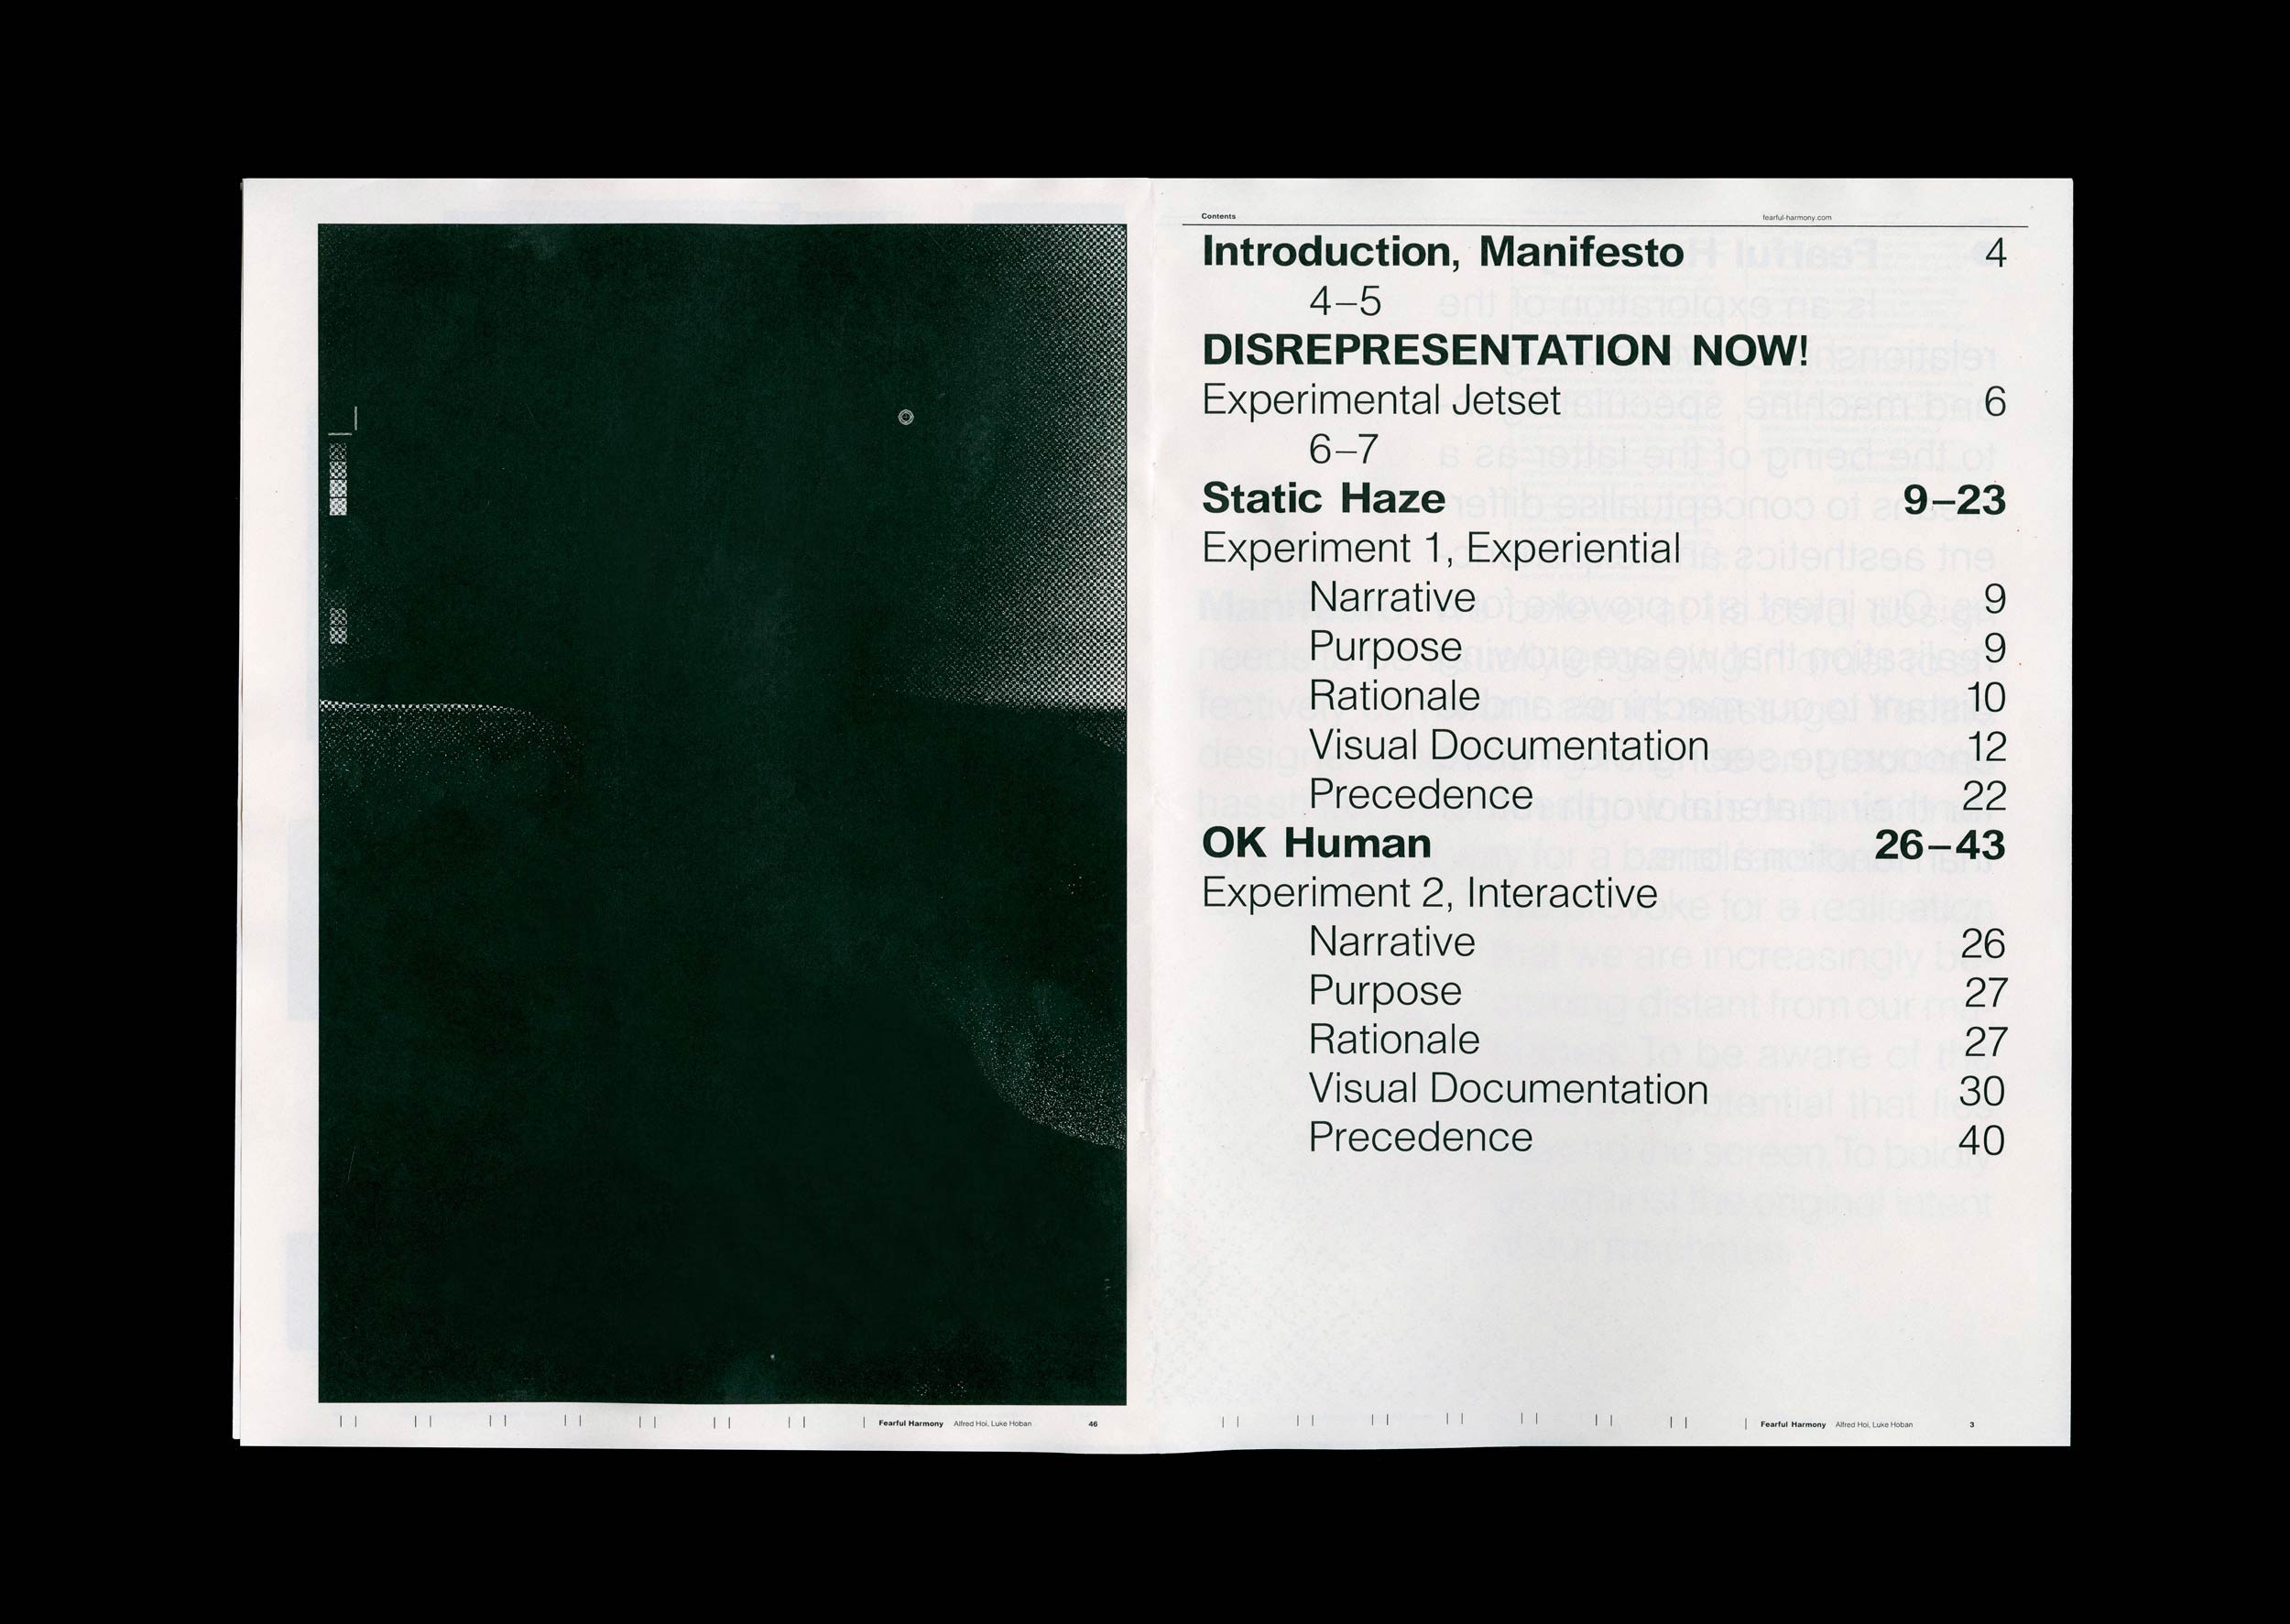 Contents fearful-harmony.com
Introduction, Manifesto 4
4–5
DISREPRESENTATION NOW!
Experimental Jetset 6
6–7
Static Haze 9–23
Experiment 1, Experiential
Narrative 9
Purpose 9
Rationale 10
Visual Documentation 12
Precedence 22
OK Human 26–43
Experiment 2, Interactive
Narrative 26
Purpose 27
Rationale 27
Visual Documentation 30
Precedence 40
Fearful Harmony Alfred Hoi, Luke Hoban 46
Fearful Harmony Alfred Hoi, Luke Hoban 3